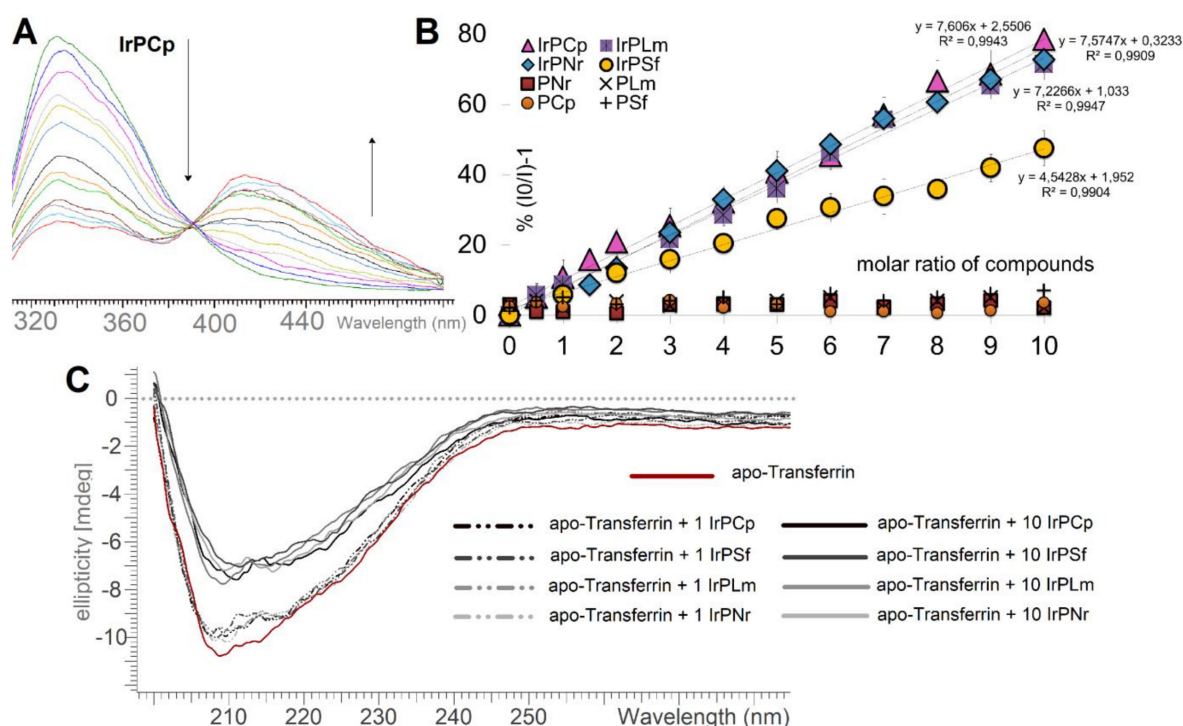 A
IrPCp
320 360 400 440 Wavelength (nm)
B
IrPCp IrPLm
IrPNr IrPSf
PNr PLm
PCp PSf
y = 7,606x + 2,5506
R² = 0,9943
y = 7,5747x + 0,3233
R² = 0,9909
y = 7,2266x + 1,033
R² = 0,9947
y = 4,5428x + 1,952
R² = 0,9904
80
60
40
20
0
% (I0/I)-1
molar ratio of compounds
0 1 2 3 4 5 6 7 8 9 10
C
0
-2
-4
-6
-8
-10
ellipticity [mdeg]
apo-Transferrin
apo-Transferrin + 1 IrPCp apo-Transferrin + 10 IrPCp
apo-Transferrin + 1 IrPSf apo-Transferrin + 10 IrPSf
apo-Transferrin + 1 IrPLm apo-Transferrin + 10 IrPLm
apo-Transferrin + 1 IrPNr apo-Transferrin + 10 IrPNr
210 220 230 240 250 Wavelength (nm)